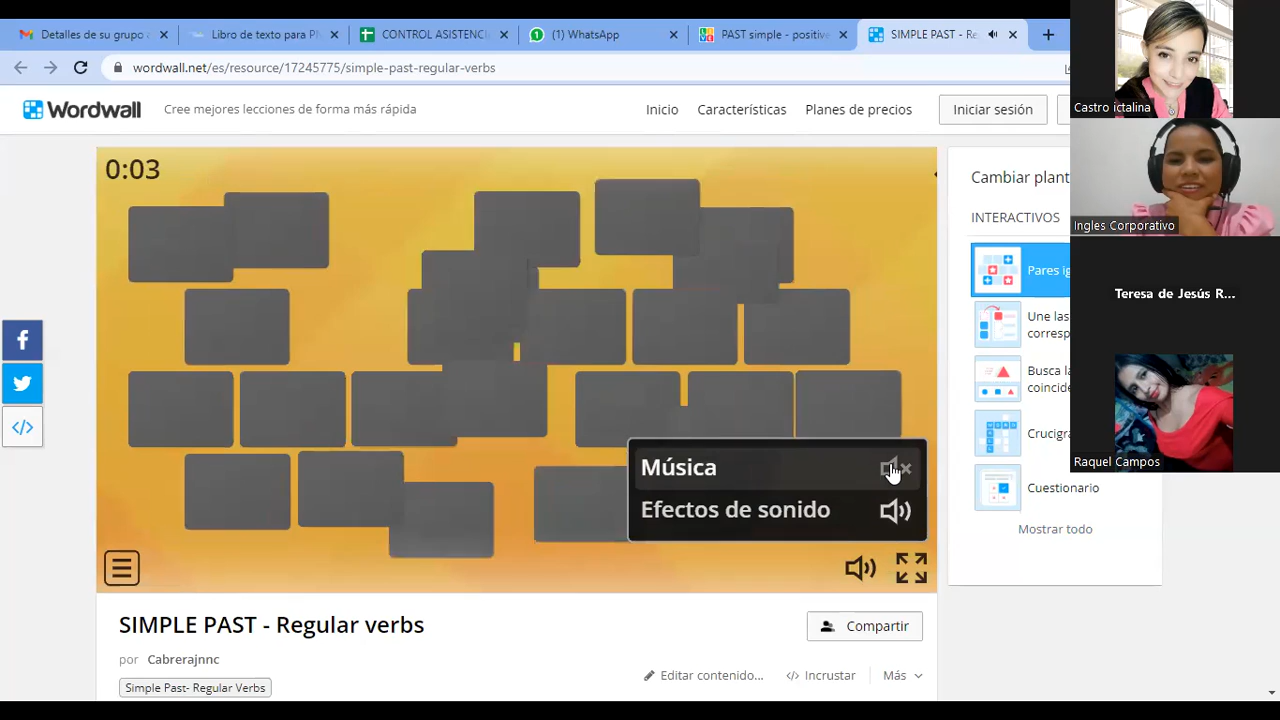 Detalles de su grupo
Libro de texto para Pl
CONTROL ASISTENCI
(1) WhatsApp
PAST simple - positive
SIMPLE PAST - Re
wordwall.net/es/resource/17245775/simple-past-regular-verbs
Wordwall
Cree mejores lecciones de forma más rápida
Inicio
Características
Planes de precios
Iniciar sesión
Castro ictalina
Ingles Corporativo
Teresa de Jesús R...
Raquel Campos
0:03
Música
Efectos de sonido
Cambiar plant
INTERACTIVOS
Pares ig
Une las
corresp
Busca la
coincide
Crucigra
Cuestionario
Mostrar todo
SIMPLE PAST - Regular verbs
Compartir
por Cabrerajnnc
Editar contenido...
Incrustar
Más
Simple Past- Regular Verbs